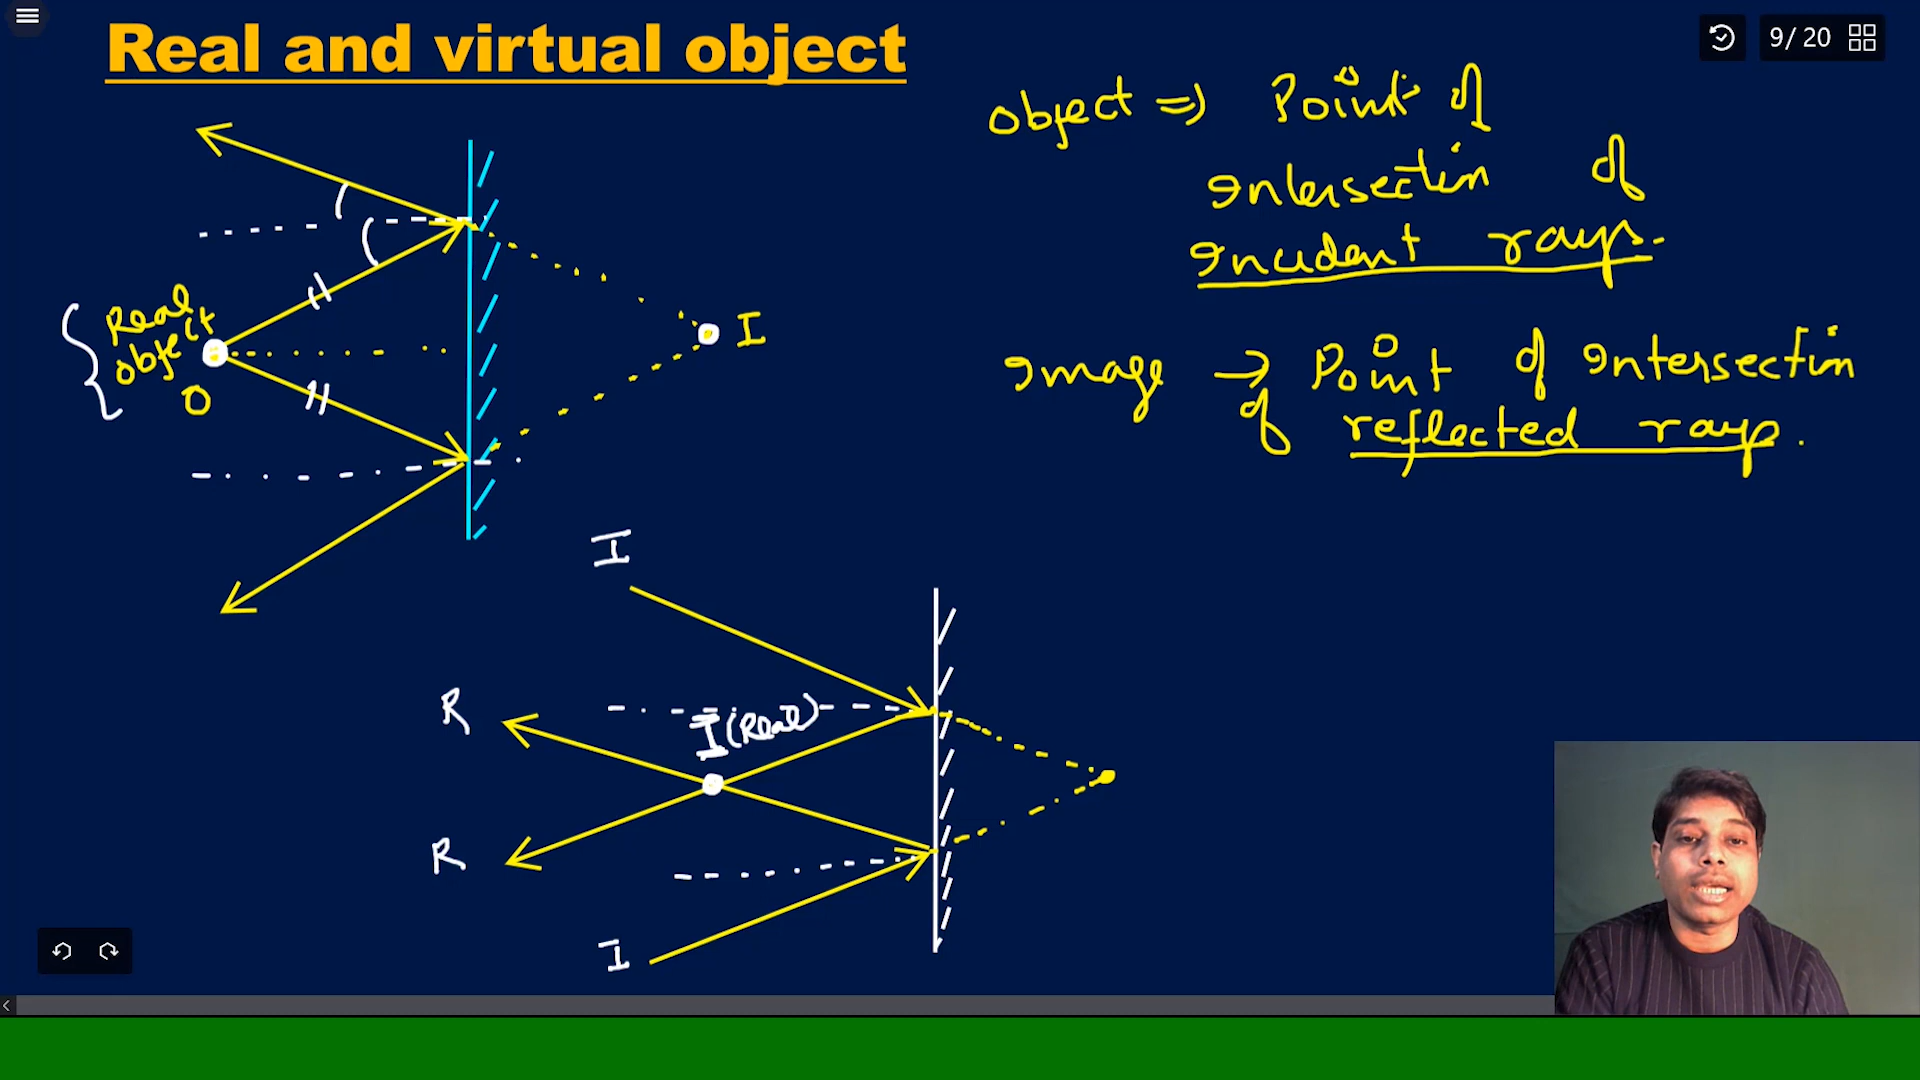 Real and virtual object
9/ 20
object ⇒ Point of
Intersection of
Incident rays.
Real
object
O
I
Image → Point of Intersection
of reflected rays.
I
R
I (Real)
R
I